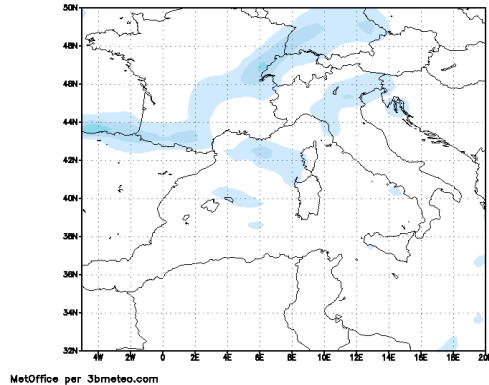 50N
48N
46N
44N
42N
40N
38N
36N
34N
32N
4W 2W 0 2E 4E 6E 8E 10E 12E 14E 16E 18E 20
MetOffice per 3bmeteo.com